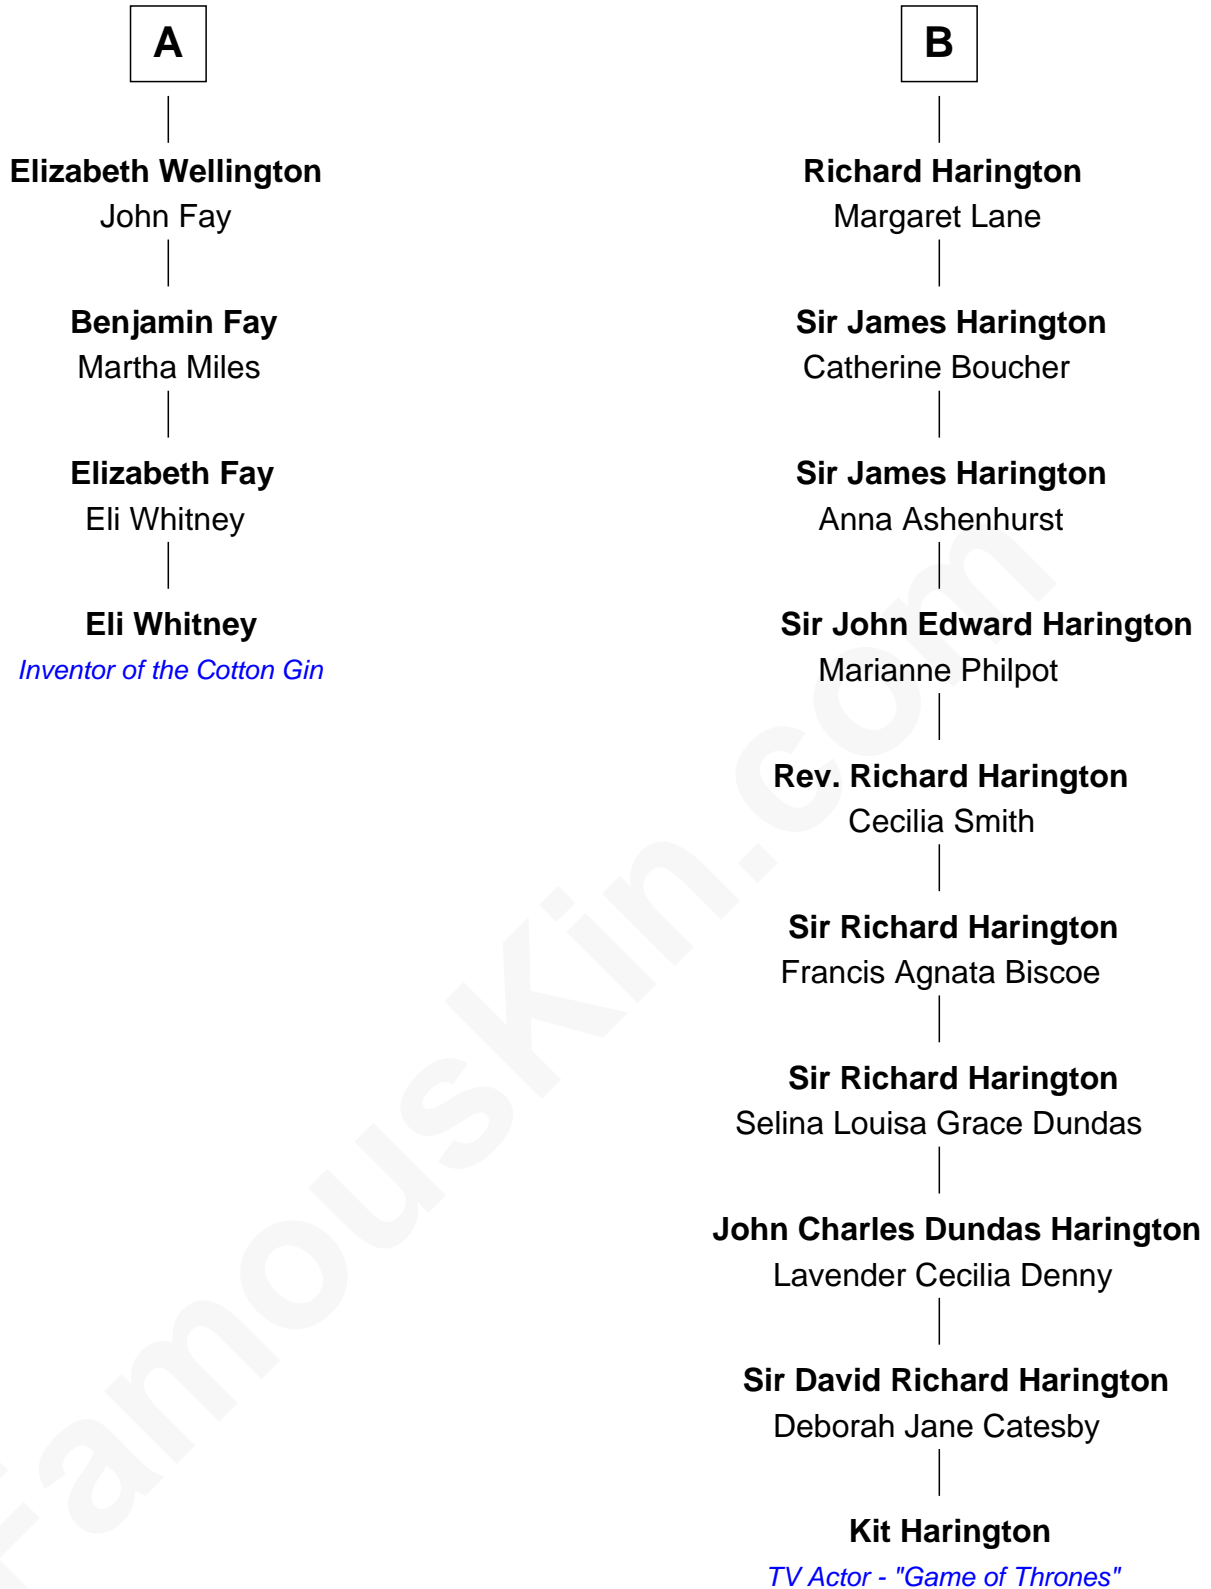 A
Elizabeth Wellington
John Fay
Benjamin Fay
Martha Miles
Elizabeth Fay
Eli Whitney
Eli Whitney
Inventor of the Cotton Gin
B
Richard Harington
Margaret Lane
Sir James Harington
Catherine Boucher
Sir James Harington
Anna Ashenhurst
Sir John Edward Harington
Marianne Philpot
Rev. Richard Harington
Cecilia Smith
Sir Richard Harington
Francis Agnata Biscoe
Sir Richard Harington
Selina Louisa Grace Dundas
John Charles Dundas Harington
Lavender Cecilia Denny
Sir David Richard Harington
Deborah Jane Catesby
Kit Harington
TV Actor - "Game of Thrones"
FamousKin.com